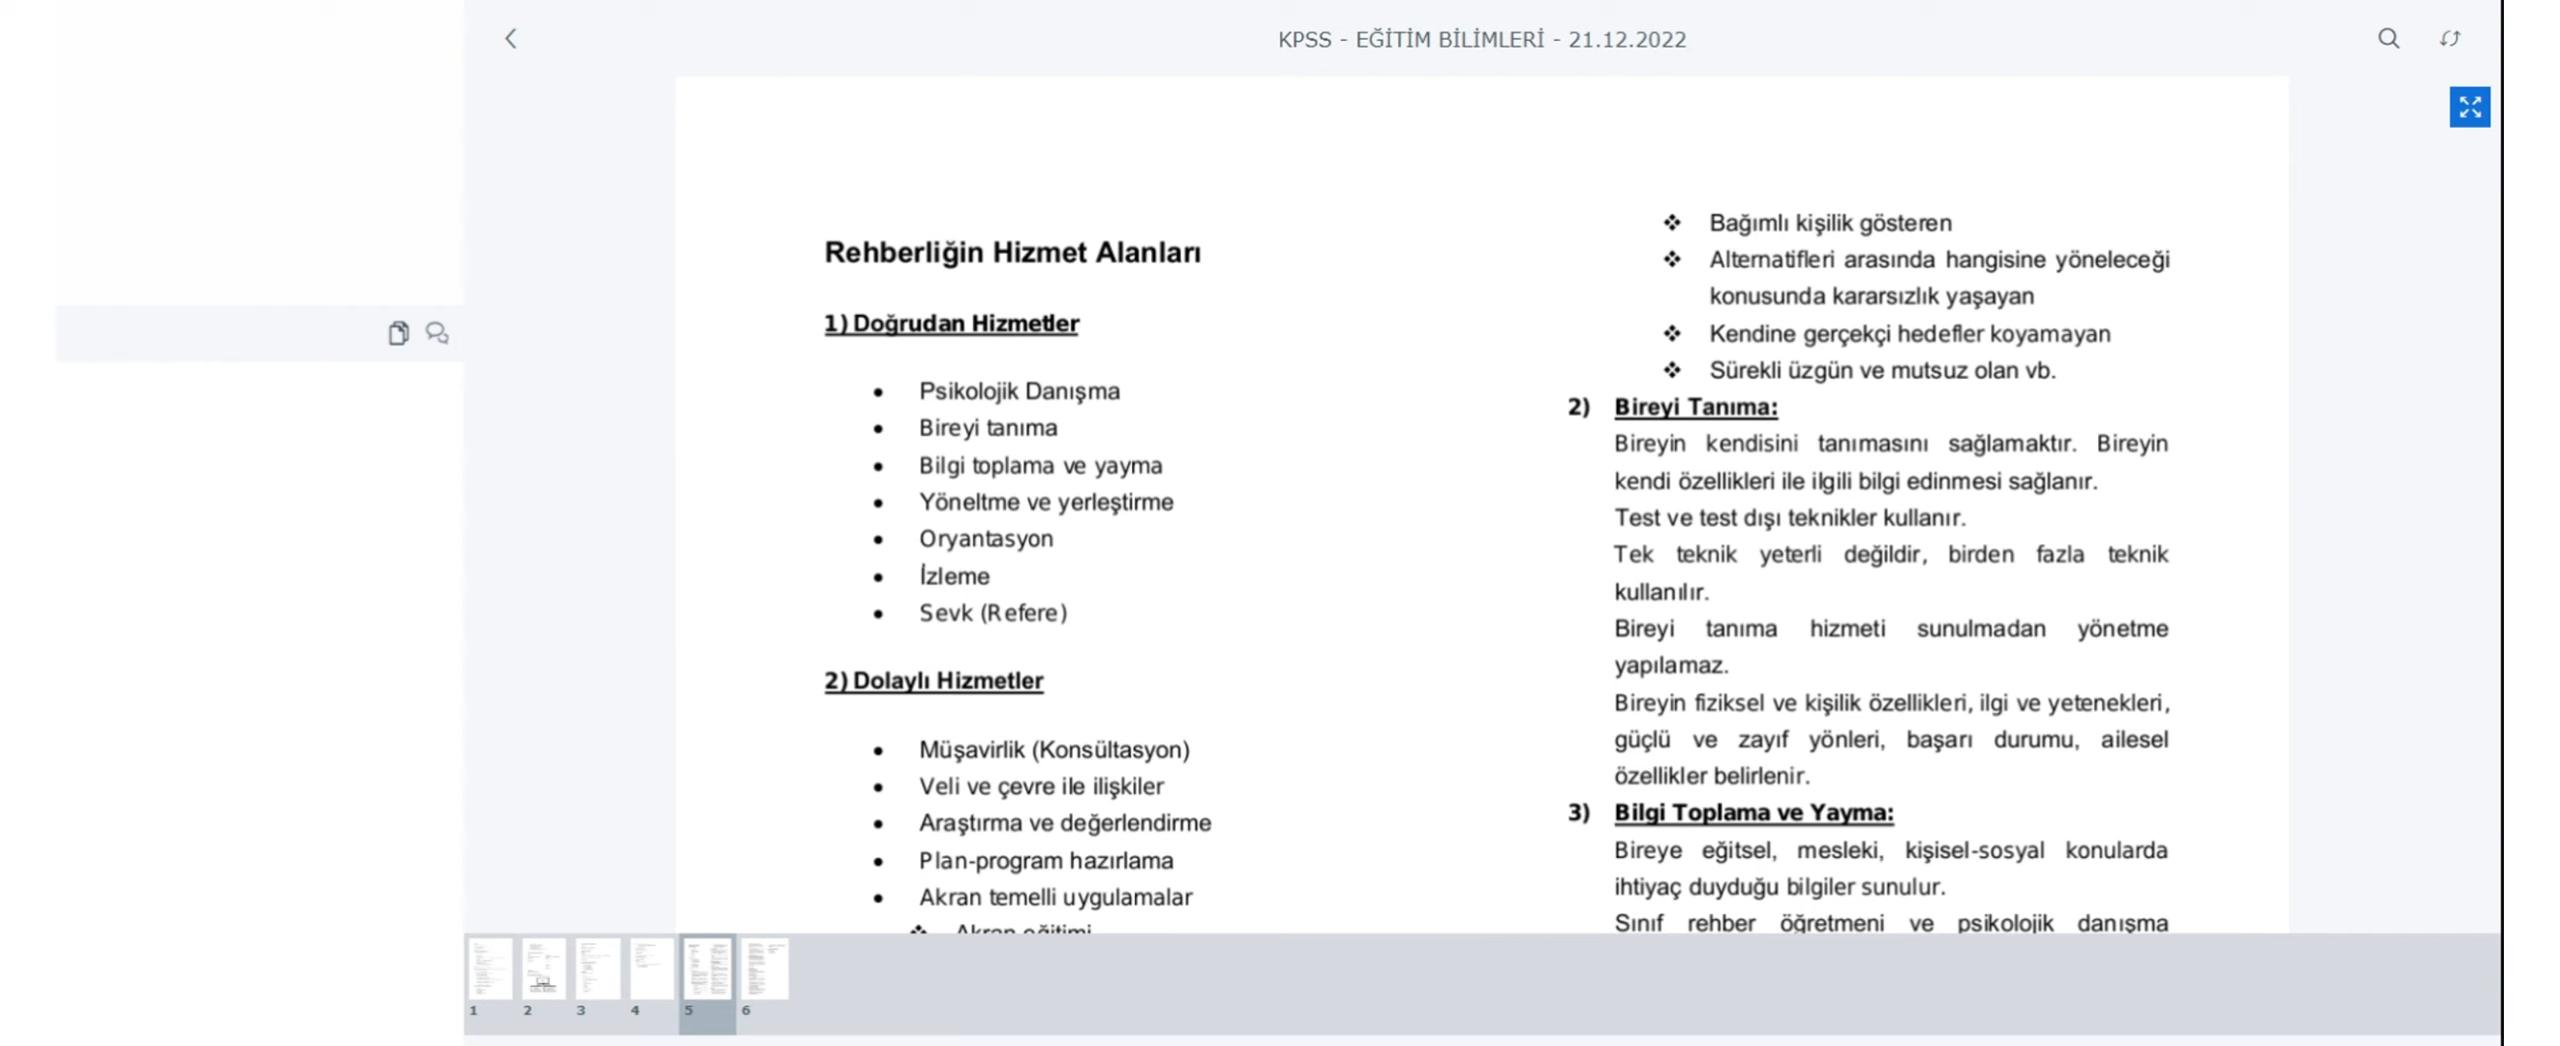 KPSS - EĞİTİM BİLİMLERİ - 21.12.2022
Rehberliğin Hizmet Alanları
1) Doğrudan Hizmetler
• Psikolojik Danışma
• Bireyi tanıma
• Bilgi toplama ve yayma
• Yöneltme ve yerleştirme
• Oryantasyon
• İzleme
• Sevk (Refere)
2) Dolaylı Hizmetler
• Müşavirlik (Konsültasyon)
• Veli ve çevre ile ilişkiler
• Araştırma ve değerlendirme
• Plan-program hazırlama
• Akran temelli uygulamalar
❖ Akran eğitimi
❖ Bağımlı kişilik gösteren
❖ Alternatifleri arasında hangisine yöneleceği
konusunda kararsızlık yaşayan
❖ Kendine gerçekçi hedefler koyamayan
❖ Sürekli üzgün ve mutsuz olan vb.
2) Bireyi Tanıma:
Bireyin kendisini tanımasını sağlamaktır. Bireyin
kendi özellikleri ile ilgili bilgi edinmesi sağlanır.
Test ve test dışı teknikler kullanır.
Tek teknik yeterli değildir, birden fazla teknik
kullanılır.
Bireyi tanıma hizmeti sunulmadan yönetme
yapılamaz.
Bireyin fiziksel ve kişilik özellikleri, ilgi ve yetenekleri,
güçlü ve zayıf yönleri, başarı durumu, ailesel
özellikler belirlenir.
3) Bilgi Toplama ve Yayma:
Bireye eğitsel, mesleki, kişisel-sosyal konularda
ihtiyaç duyduğu bilgiler sunulur.
Sınıf rehber öğretmeni ve psikolojik danışma
1 2 3 4 5 6